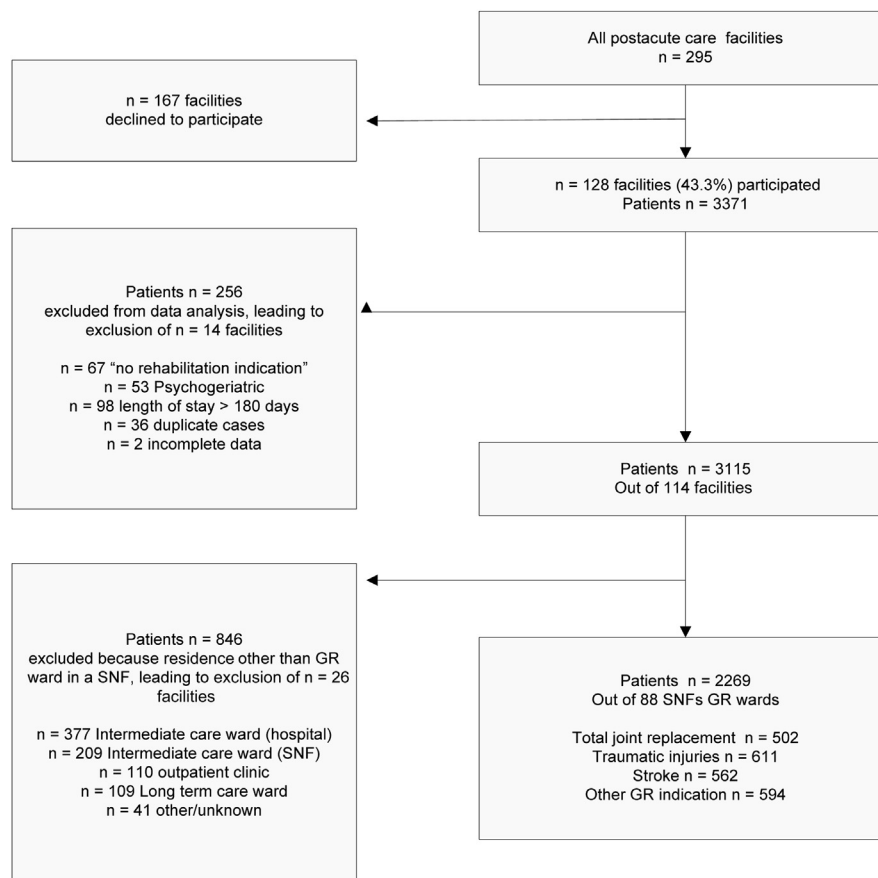 All postacute care facilities
n = 295
n = 167 facilities
declined to participate
n = 128 facilities (43.3%) participated
Patients n = 3371
Patients n = 256
excluded from data analysis, leading to
exclusion of n = 14 facilities
n = 67 “no rehabilitation indication”
n = 53 Psychogeriatric
n = 98 length of stay > 180 days
n = 36 duplicate cases
n = 2 incomplete data
Patients n = 3115
Out of 114 facilities
Patients n = 846
excluded because residence other than GR
ward in a SNF, leading to exclusion of n = 26
facilities
n = 377 Intermediate care ward (hospital)
n = 209 Intermediate care ward (SNF)
n = 110 outpatient clinic
n = 109 Long term care ward
n = 41 other/unknown
Patients n = 2269
Out of 88 SNFs GR wards
Total joint replacement n = 502
Traumatic injuries n = 611
Stroke n = 562
Other GR indication n = 594